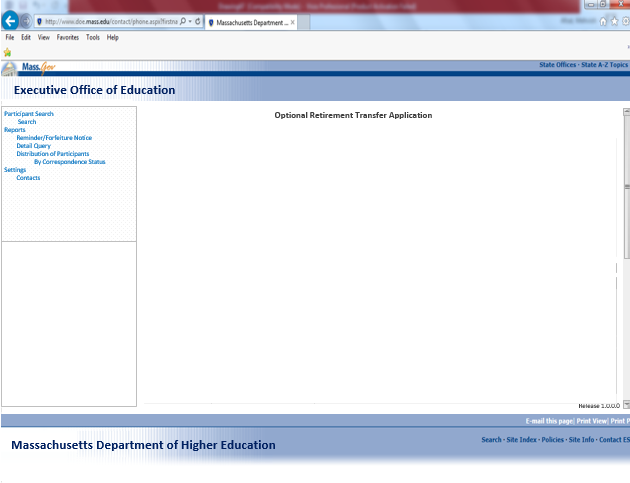 http://www.doe.mass.edu/contact/phone.aspx?firstna
Massachusetts Department ...
File Edit View Favorites Tools Help
Mass.Gov
State Offices · State A-Z Topics
Executive Office of Education
Optional Retirement Transfer Application
Participant Search
Search
Reports
Reminder/Forfeiture Notice
Detail Query
Distribution of Participants
By Correspondence Status
Settings
Contacts
Release 1.0.0.0
E-mail this page| Print View| Print P
Search · Site Index · Policies · Site Info · Contact ES
Massachusetts Department of Higher Education